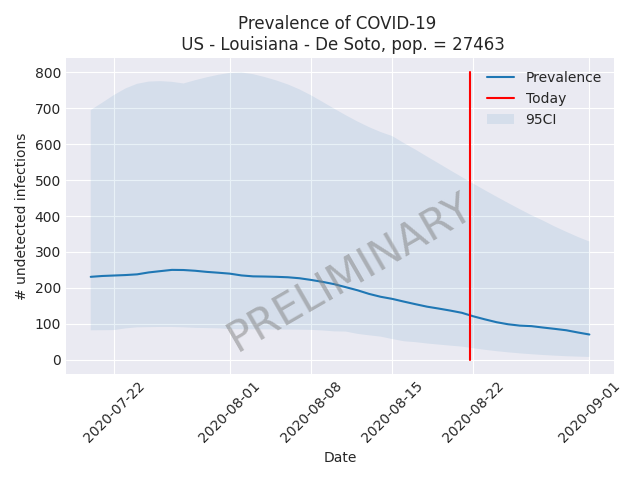 Prevalence of COVID-19
US - Louisiana - De Soto, pop. = 27463
800
700
600
500
400
300
200
100
0
# undetected infections
Prevalence
Today
95CI
PRELIMINARY
2020-07-22
2020-08-01
2020-08-08
2020-08-15
2020-08-22
2020-09-01
Date